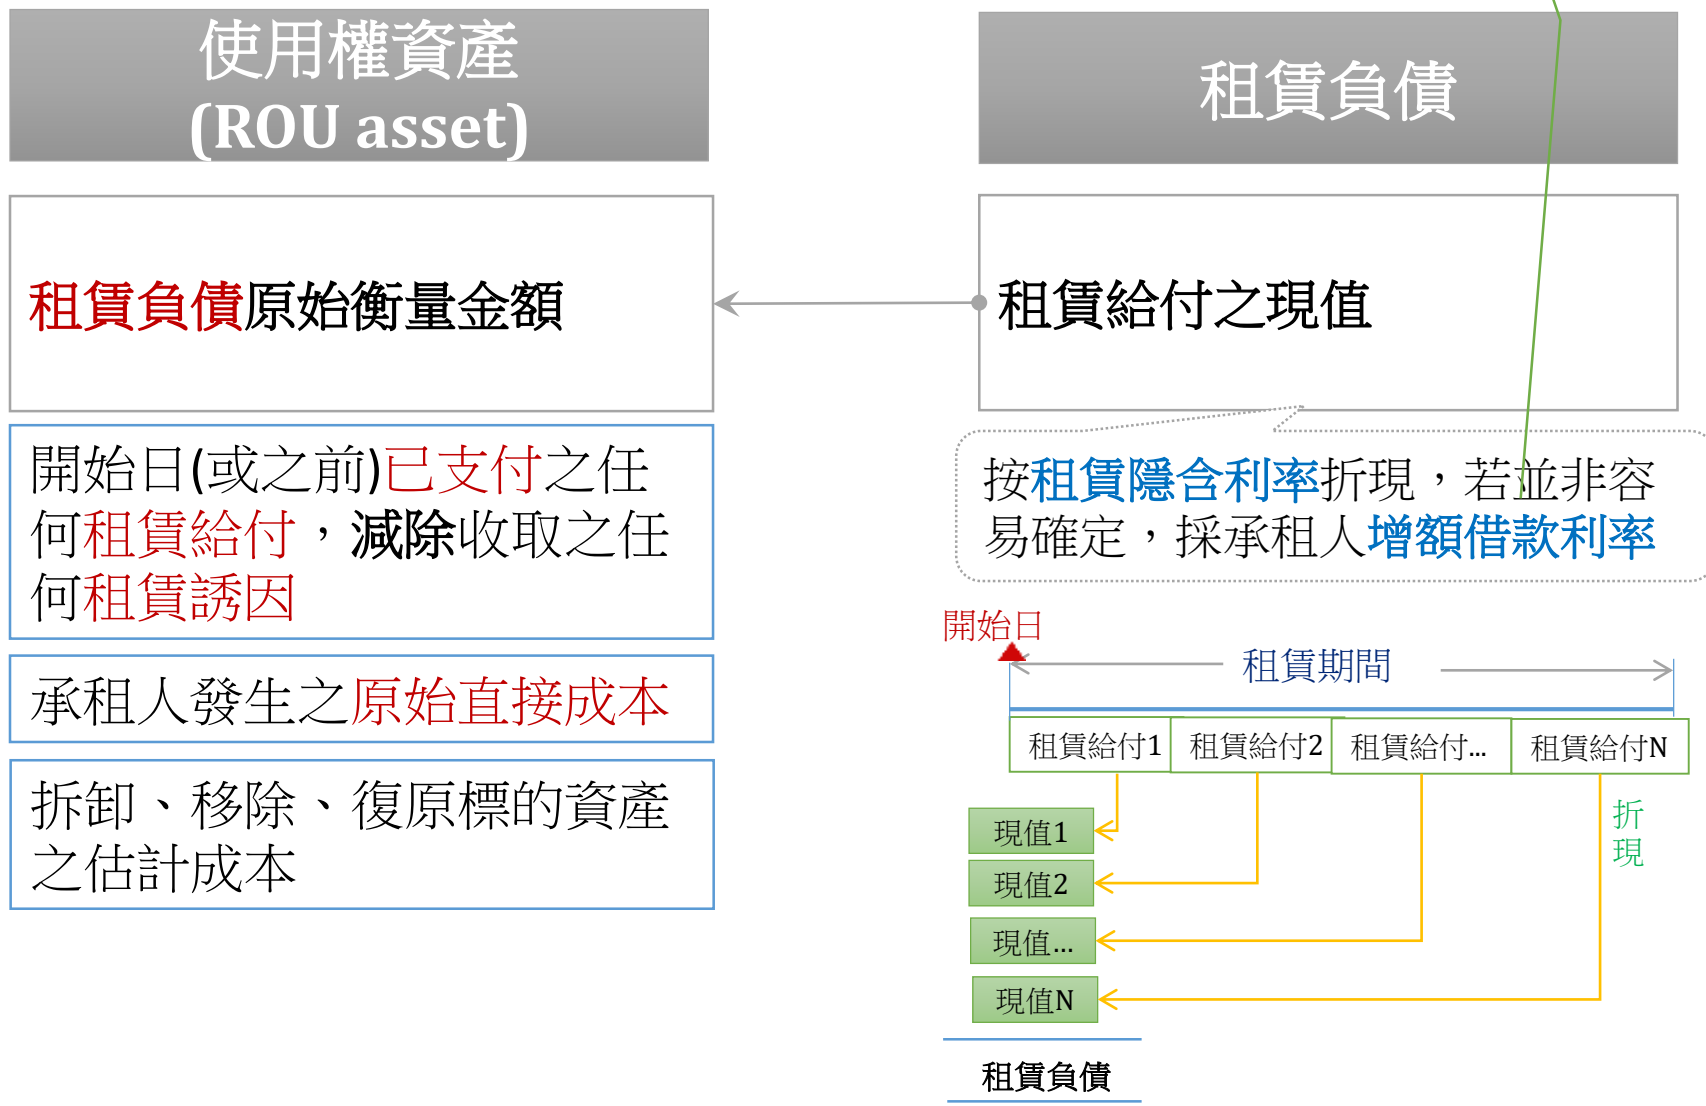 使用權資產
(ROU asset)
租賃負債原始衡量金額
開始日(或之前)已支付之任
何租賃給付，減除收取之任
何租賃誘因
承租人發生之原始直接成本
拆卸、移除、復原標的資產
之估計成本
租賃負債
租賃給付之現值
按租賃隱含利率折現，若並非容
易確定，採承租人增額借款利率
開始日
租賃期間
租賃給付1
租賃給付2
租賃給付...
租賃給付N
現值1
現值2
現值...
現值N
折
現
租賃負債